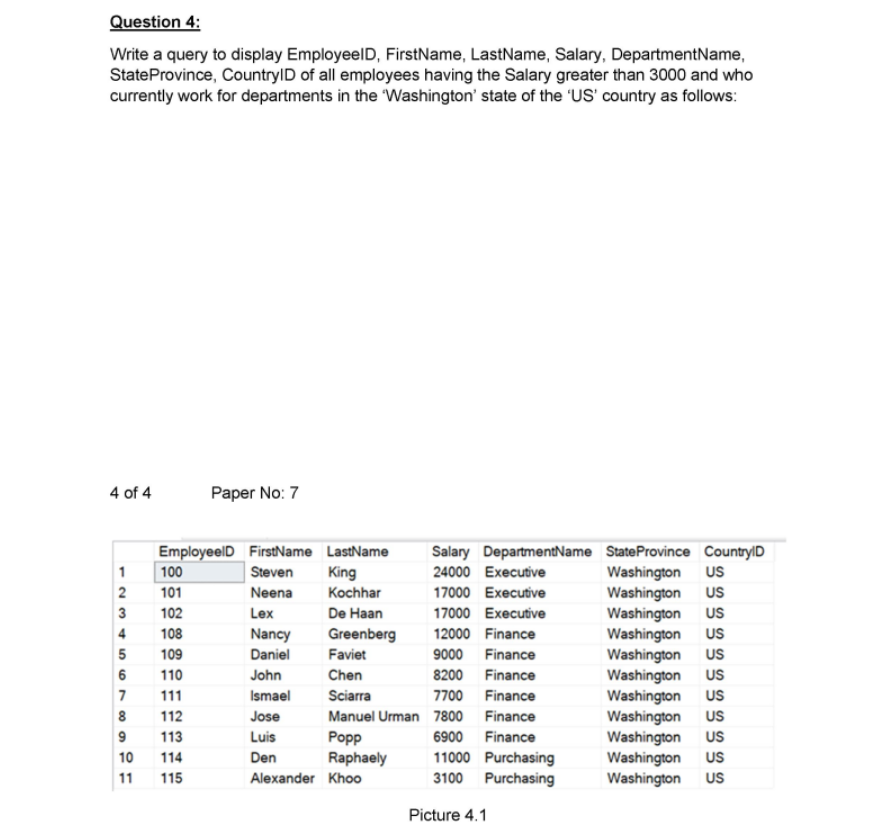 Question 4:
Write a query to display EmployeeID, FirstName, LastName, Salary, DepartmentName,
StateProvince, CountryID of all employees having the Salary greater than 3000 and who
currently work for departments in the 'Washington' state of the 'US' country as follows:
4 of 4 Paper No: 7
EmployeeID FirstName LastName Salary DepartmentName StateProvince CountryID
1 100 Steven King 24000 Executive Washington US
2 101 Neena Kochhar 17000 Executive Washington US
3 102 Lex De Haan 17000 Executive Washington US
4 108 Nancy Greenberg 12000 Finance Washington US
5 109 Daniel Faviet 9000 Finance Washington US
6 110 John Chen 8200 Finance Washington US
7 111 Ismael Sciarra 7700 Finance Washington US
8 112 Jose Manuel Urman 7800 Finance Washington US
9 113 Luis Popp 6900 Finance Washington US
10 114 Den Raphaely 11000 Purchasing Washington US
11 115 Alexander Khoo 3100 Purchasing Washington US
Picture 4.1